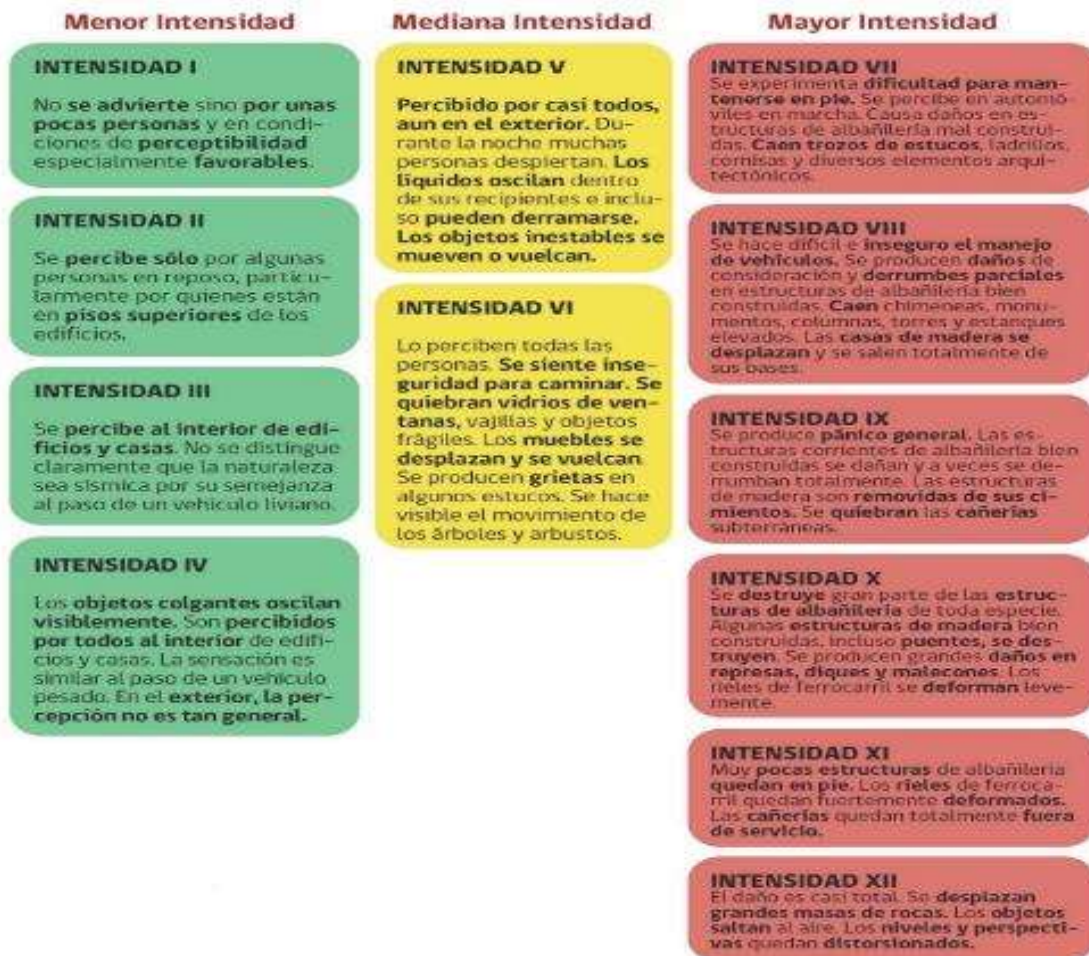 Menor Intensidad
INTENSIDAD I
No se advierte sino por unas
pocas personas y en condi-
ciones de perceptibilidad
especialmente favorables.
INTENSIDAD II
Se percibe sólo por algunas
personas en reposo, particu-
larmente por quienes están
en pisos superiores de los
edificios.
INTENSIDAD III
Se percibe al interior de edi-
ficios y casas. No se distingue
claramente que la naturaleza
sea sísmica por su semejanza
al paso de un vehículo liviano.
INTENSIDAD IV
Los objetos colgantes oscilan
visiblemente. Son percibidos
por todos al interior de edifi-
cios y casas. La sensación es
similar al paso de un vehículo
pesado. En el exterior, la per-
cepción no es tan general.
Mediana Intensidad
INTENSIDAD V
Percibido por casi todos,
aun en el exterior. Du-
rante la noche muchas
personas despiertan. Los
líquidos oscilan dentro
de sus recipientes e inclu-
so pueden derramarse.
Los objetos inestables se
mueven o vuelcan.
INTENSIDAD VI
Lo perciben todas las
personas. Se siente inse-
guridad para caminar. Se
quiebran vidrios de ven-
tanas, vajillas y objetos
frágiles. Los muebles se
desplazan y se vuelcan.
Se producen grietas en
algunos estucos. Se hace
visible el movimiento de
los árboles y arbustos.
Mayor Intensidad
INTENSIDAD VII
Se experimenta dificultad para man-
tenerse en pie. Se percibe en automó-
viles en marcha. Causa daños en es-
tructuras de albañilería mal construi-
das. Caen trozos de estucos, ladrillos,
cornisas y diversos elementos arqui-
tectónicos.
INTENSIDAD VIII
Se hace difícil e inseguro el manejo
de vehículos. Se producen daños de
consideración y derrumbes parciales
en estructuras de albañilería bien
construidas. Caen chimeneas, monu-
mentos, columnas, torres y estanques
elevados. Las casas de madera se
desplazan y se salen totalmente de
sus bases.
INTENSIDAD IX
Se produce pánico general. Las es-
tructuras corrientes de albañilería bien
construidas se dañan y a veces se de-
rrumban totalmente. Las estructuras
de madera son removidas de sus ci-
mientos. Se quiebran las cañerías
subterráneas.
INTENSIDAD X
Se destruye gran parte de las estruc-
turas de albañilería de toda especie.
Algunas estructuras de madera bien
construidas, incluso puentes, se des-
truyen. Se producen grandes daños en
represas, diques y malecones. Los
rieles de ferrocarril se deforman leve-
mente.
INTENSIDAD XI
Muy pocas estructuras de albañilería
quedan en pie. Los rieles de ferroca-
rril quedan fuertemente deformados.
Las cañerías quedan totalmente fuera
de servicio.
INTENSIDAD XII
El daño es casi total. Se desplazan
grandes masas de rocas. Los objetos
saltan al aire. Los niveles y perspecti-
vas quedan distorsionados.